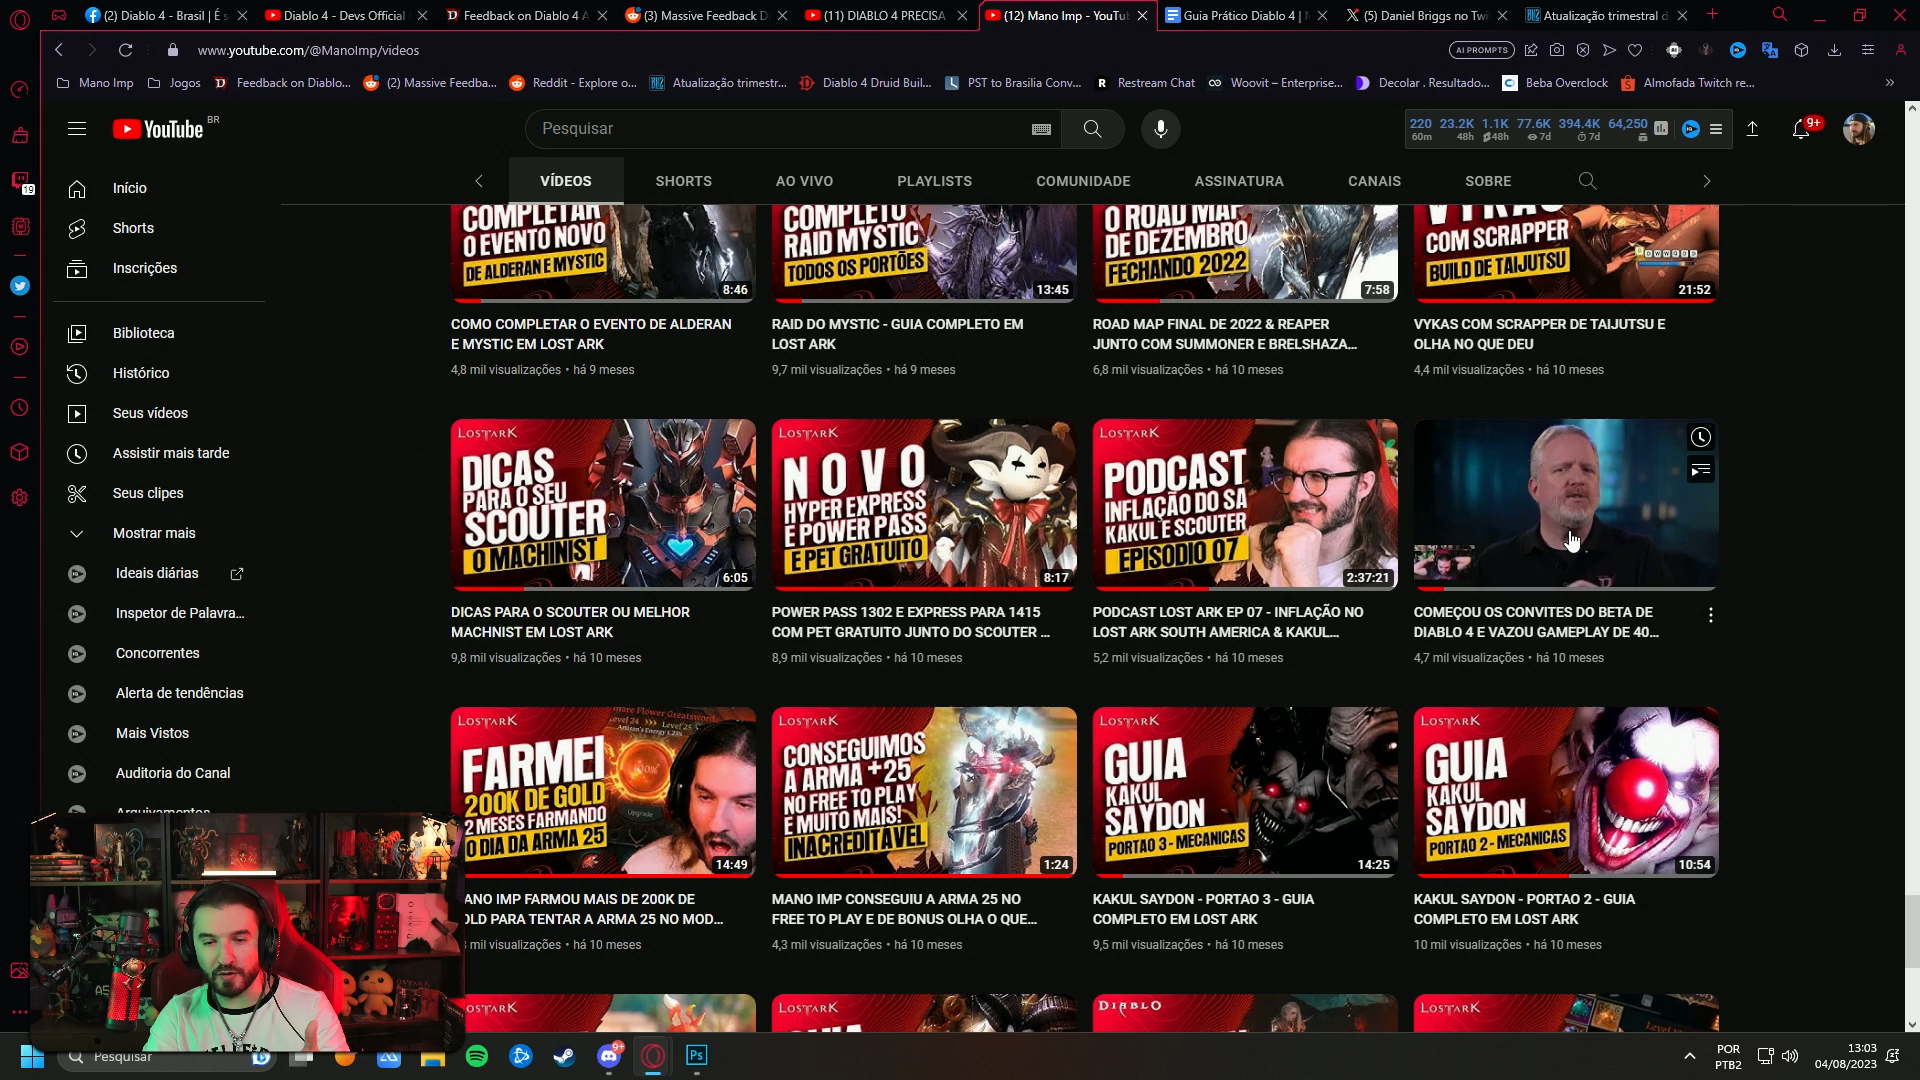 (2) Diablo 4 - Brasil | É s
Diablo 4 - Devs Official
Feedback on Diablo 4 A
(3) Massive Feedback D
(11) DIABLO 4 PRECISA
(12) Mano Imp - YouTu
Guia Prático Diablo 4 |
(5) Daniel Briggs no Twi
Atualização trimestral d
www.youtube.com/@ManoImp/videos
AI PROMPTS
Mano Imp
Jogos
Feedback on Diablo...
(2) Massive Feedba...
Reddit - Explore o...
Atualização trimestr...
Diablo 4 Druid Buil...
PST to Brasilia Conv...
Restream Chat
Woovit – Enterprise...
Decolar . Resultado...
Beba Overclock
Almofada Twitch re...
YouTube BR
Pesquisar
220 23.2K 1.1K 77.6K 394.4K 64,250
60m 48h 48h 7d 7d
9+
19
VÍDEOS
SHORTS
AO VIVO
PLAYLISTS
COMUNIDADE
ASSINATURA
CANAIS
SOBRE
Início
Shorts
Inscrições
Biblioteca
Histórico
Seus vídeos
Assistir mais tarde
Seus clipes
Mostrar mais
Ideais diárias
Inspetor de Palavra...
Concorrentes
Alerta de tendências
Mais Vistos
Auditoria do Canal
COMPLETAR
O EVENTO NOVO
DE ALDERAN E MYSTIC
8:46
COMO COMPLETAR O EVENTO DE ALDERAN
E MYSTIC EM LOST ARK
4,8 mil visualizações • há 9 meses
COMPLETO
RAID MYSTIC
TODOS OS PORTÕES
13:45
RAID DO MYSTIC - GUIA COMPLETO EM
LOST ARK
9,7 mil visualizações • há 9 meses
O ROAD MAP
DE DEZEMBRO
FECHANDO 2022
7:58
ROAD MAP FINAL DE 2022 & REAPER
JUNTO COM SUMMONER E BRELSHAZA...
6,8 mil visualizações • há 10 meses
VYKAS
COM SCRAPPER
BUILD DE TAIJUTSU
21:52
VYKAS COM SCRAPPER DE TAIJUTSU E
OLHA NO QUE DEU
4,4 mil visualizações • há 10 meses
LOST ARK
DICAS
PARA O SEU
SCOUTER
O MACHINIST
6:05
DICAS PARA O SCOUTER OU MELHOR
MACHNIST EM LOST ARK
9,8 mil visualizações • há 10 meses
LOST ARK
NOVO
HYPER EXPRESS
E POWER PASS
E PET GRATUITO
8:17
POWER PASS 1302 E EXPRESS PARA 1415
COM PET GRATUITO JUNTO DO SCOUTER ...
8,9 mil visualizações • há 10 meses
LOST ARK
PODCAST
INFLAÇÃO DO SA
KAKUL E SCOUTER
EPISODIO 07
2:37:21
PODCAST LOST ARK EP 07 - INFLAÇÃO NO
LOST ARK SOUTH AMERICA & KAKUL...
5,2 mil visualizações • há 10 meses
COMEÇOU OS CONVITES DO BETA DE
DIABLO 4 E VAZOU GAMEPLAY DE 40...
4,7 mil visualizações • há 10 meses
LOST ARK
FARMEI
200K DE GOLD
2 MESES FARMANDO
O DIA DA ARMA 25
Upgrade
14:49
ANO IMP FARMOU MAIS DE 200K DE
OLD PARA TENTAR A ARMA 25 NO MOD...
mil visualizações • há 10 meses
LOST ARK
CONSEGUIMOS
A ARMA +25
NO FREE TO PLAY
E MUITO MAIS!
INACREDITÁVEL
1:24
MANO IMP CONSEGUIU A ARMA 25 NO
FREE TO PLAY E DE BONUS OLHA O QUE...
4,3 mil visualizações • há 10 meses
LOST ARK
GUIA
KAKUL
SAYDON
PORTAO 3 - MECANICAS
14:25
KAKUL SAYDON - PORTAO 3 - GUIA
COMPLETO EM LOST ARK
9,5 mil visualizações • há 10 meses
LOST ARK
GUIA
KAKUL
SAYDON
PORTAO 2 - MECANICAS
10:54
KAKUL SAYDON - PORTAO 2 - GUIA
COMPLETO EM LOST ARK
10 mil visualizações • há 10 meses
OSTARK
LOST ARK
DIABLO
LOST ARK
Pesquisar
9+
Ps
POR
PTB2
13:03
04/08/2023